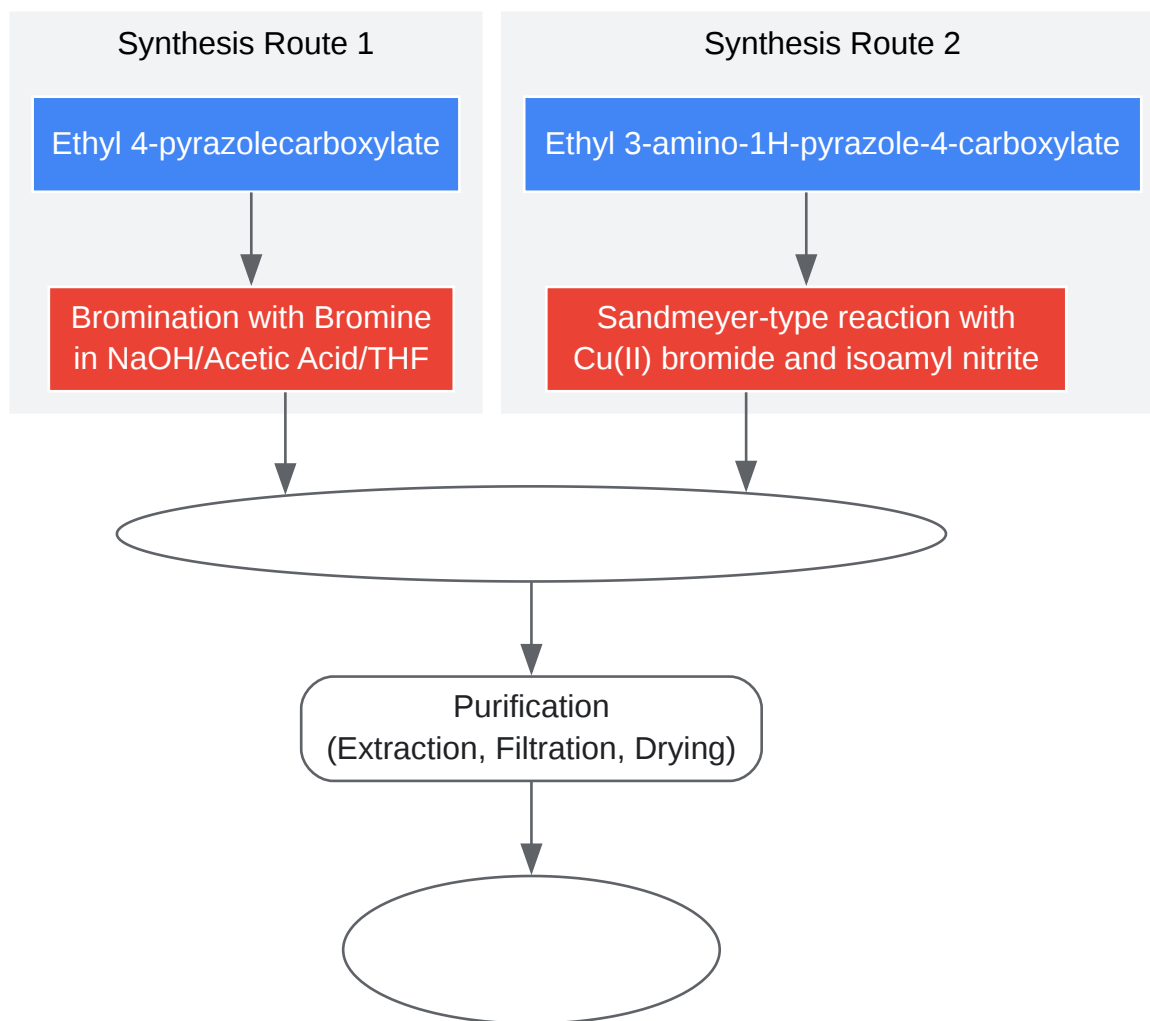 Synthesis Route 1
Synthesis Route 2
Ethyl 4-pyrazolecarboxylate
Ethyl 3-amino-1H-pyrazole-4-carboxylate
Bromination with Bromine
in NaOH/Acetic Acid/THF
Sandmeyer-type reaction with
Cu(II) bromide and isoamyl nitrite
Purification
(Extraction, Filtration, Drying)